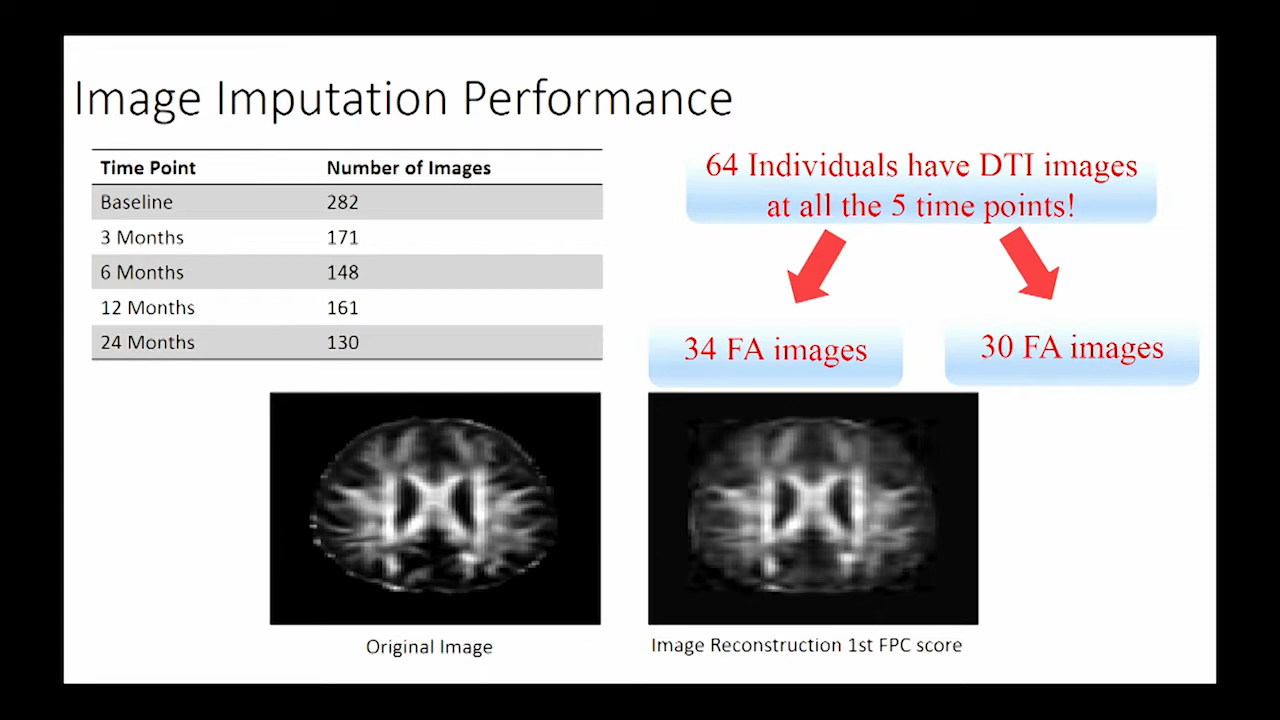 Image Imputation Performance
Time Point Number of Images
Baseline 282
3 Months 171
6 Months 148
12 Months 161
24 Months 130
64 Individuals have DTI images
at all the 5 time points!
34 FA images
30 FA images
Original Image
Image Reconstruction 1st FPC score